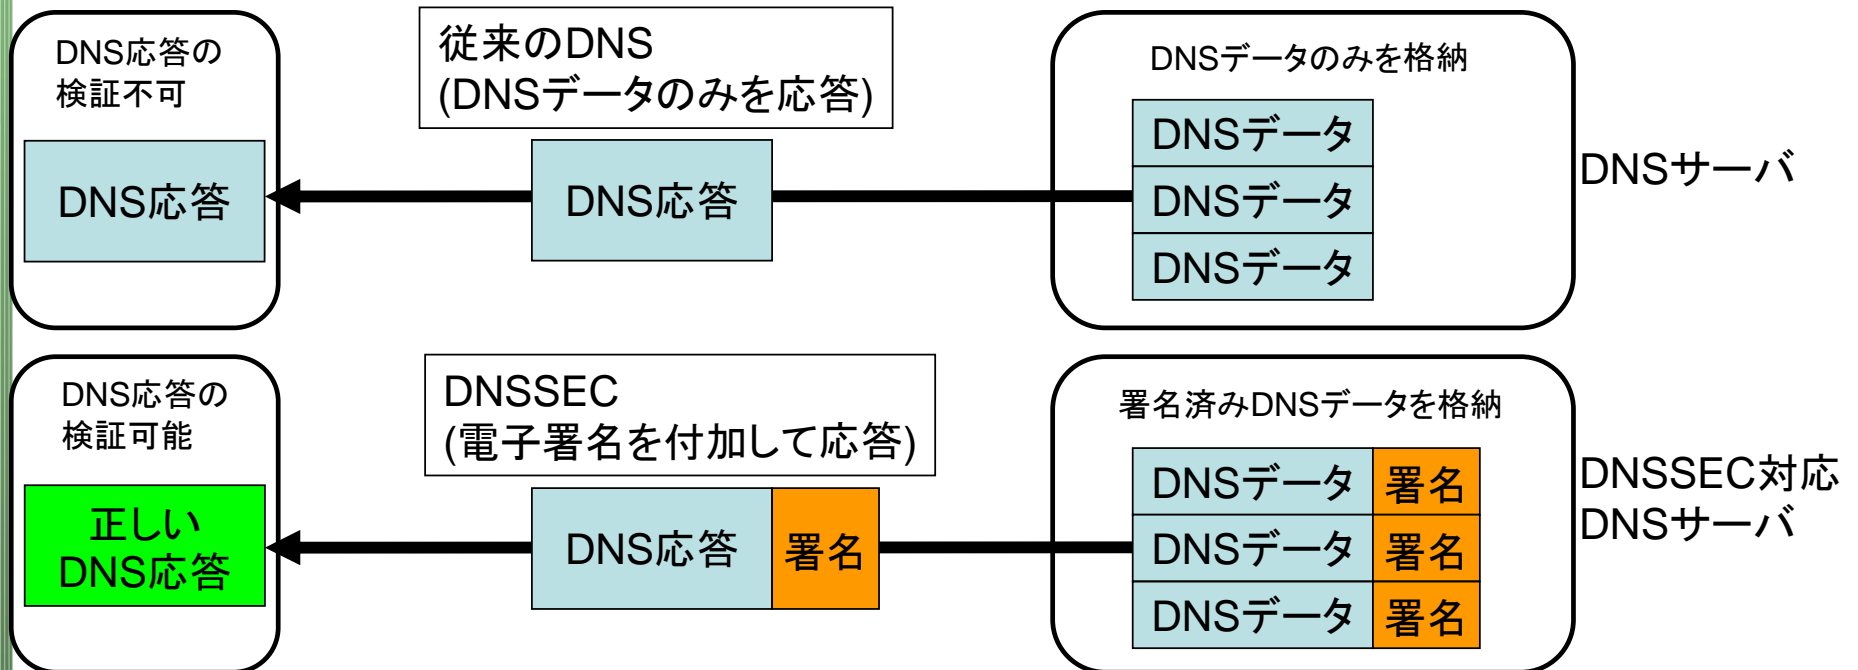 DNS応答の
検証不可
DNS応答
従来のDNS
(DNSデータのみを応答)
DNS応答
DNSデータのみを格納
DNSデータ
DNSデータ
DNSデータ
DNSサーバ
DNS応答の
検証可能
正しい
DNS応答
DNSSEC
(電子署名を付加して応答)
DNS応答 署名
署名済みDNSデータを格納
DNSデータ 署名
DNSデータ 署名
DNSデータ 署名
DNSSEC対応
DNSサーバ